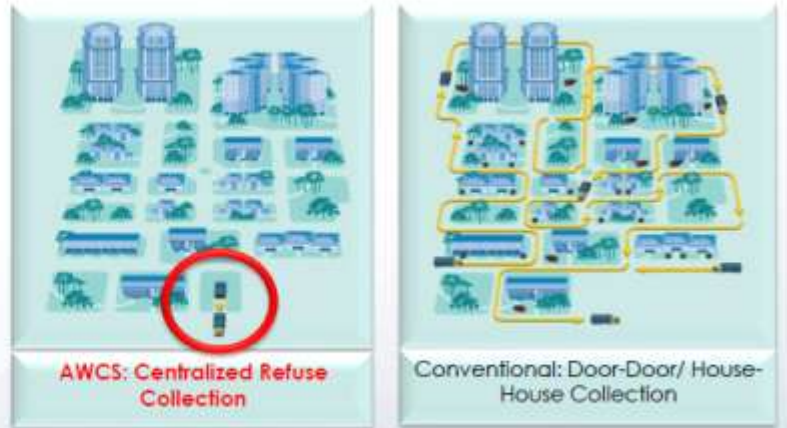 AWCS: Centralized Refuse
Collection
Conventional: Door-Door/ House-
House Collection